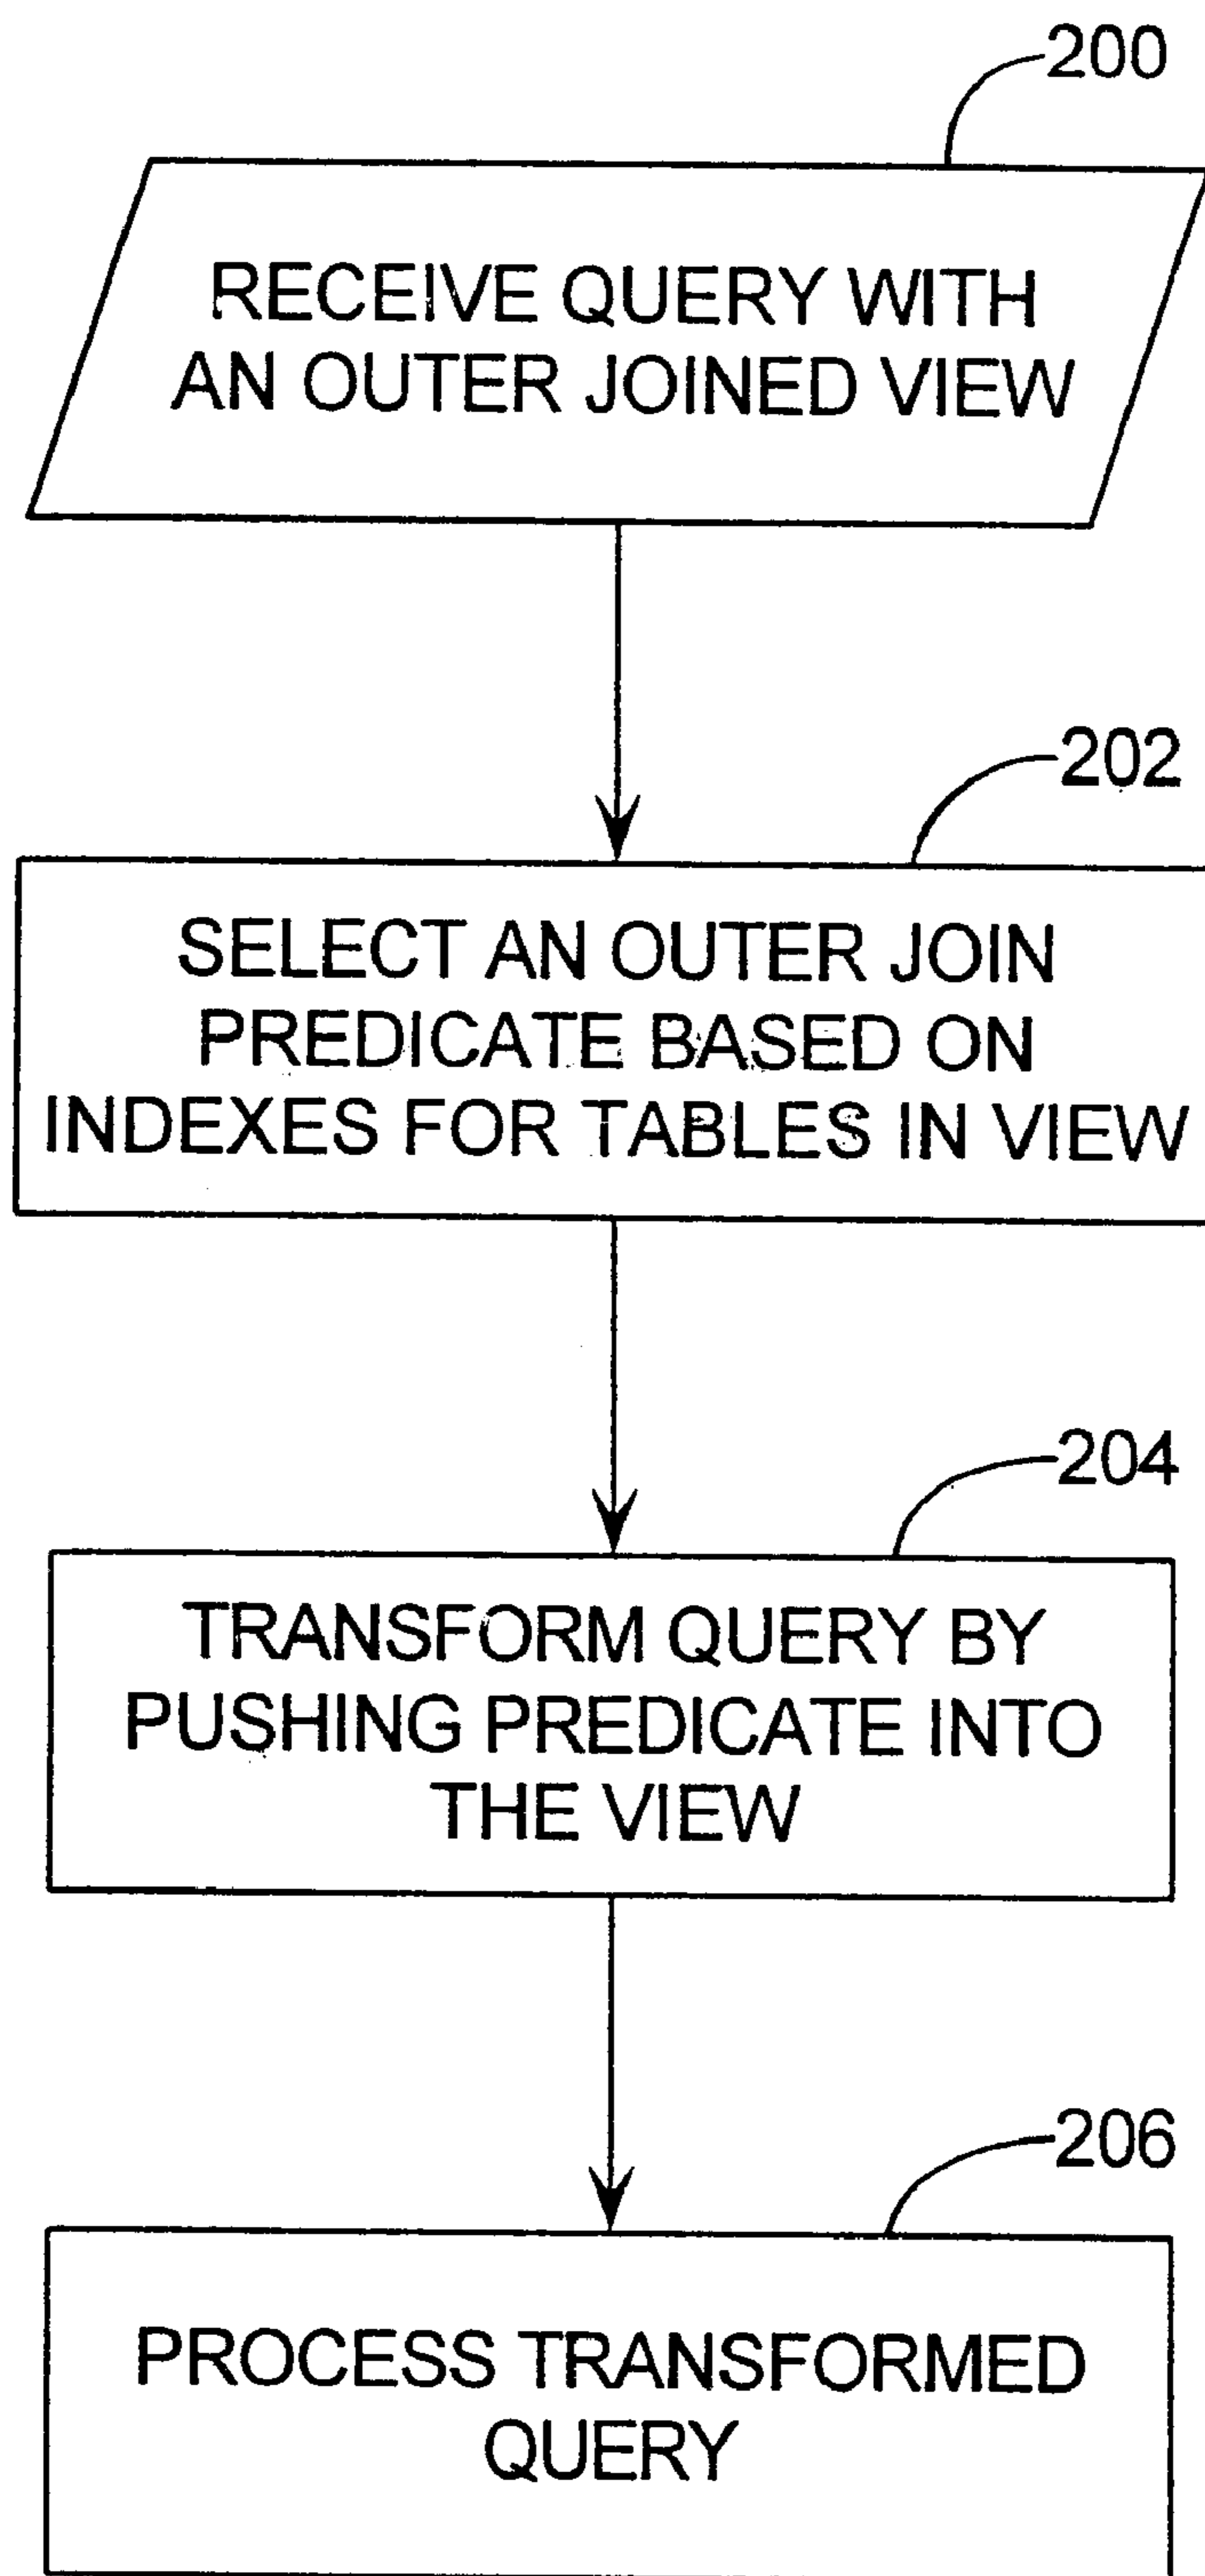 200
RECEIVE QUERY WITH
AN OUTER JOINED VIEW
202
SELECT AN OUTER JOIN
PREDICATE BASED ON
INDEXES FOR TABLES IN VIEW
204
TRANSFORM QUERY BY
PUSHING PREDICATE INTO
THE VIEW
206
PROCESS TRANSFORMED
QUERY